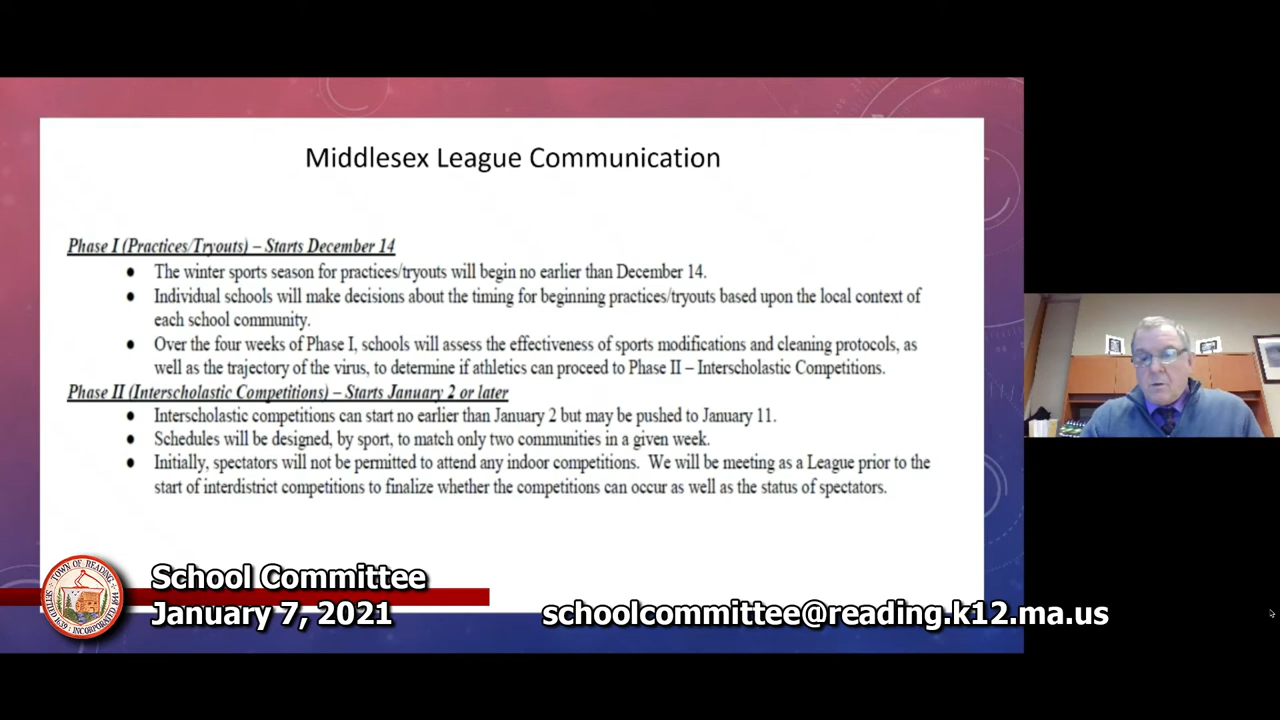 Middlesex League Communication
Phase I (Practices/Tryouts) – Starts December 14
● The winter sports season for practices/tryouts will begin no earlier than December 14.
● Individual schools will make decisions about the timing for beginning practices/tryouts based upon the local context of
each school community.
● Over the four weeks of Phase I, schools will assess the effectiveness of sports modifications and cleaning protocols, as
well as the trajectory of the virus, to determine if athletics can proceed to Phase II – Interscholastic Competitions.
Phase II (Interscholastic Competitions) – Starts January 2 or later
● Interscholastic competitions can start no earlier than January 2 but may be pushed to January 11.
● Schedules will be designed, by sport, to match only two communities in a given week.
● Initially, spectators will not be permitted to attend any indoor competitions. We will be meeting as a League prior to the
start of interdistrict competitions to finalize whether the competitions can occur as well as the status of spectators.
TOWN OF READING
SETTLED 1639 INCORPORATED 1644
School Committee
January 7, 2021
schoolcommittee@reading.k12.ma.us